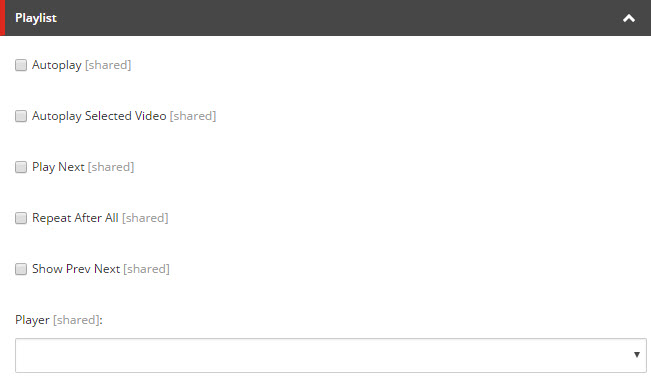 Playlist
Autoplay [shared]
Autoplay Selected Video [shared]
Play Next [shared]
Repeat After All [shared]
Show Prev Next [shared]
Player [shared]: